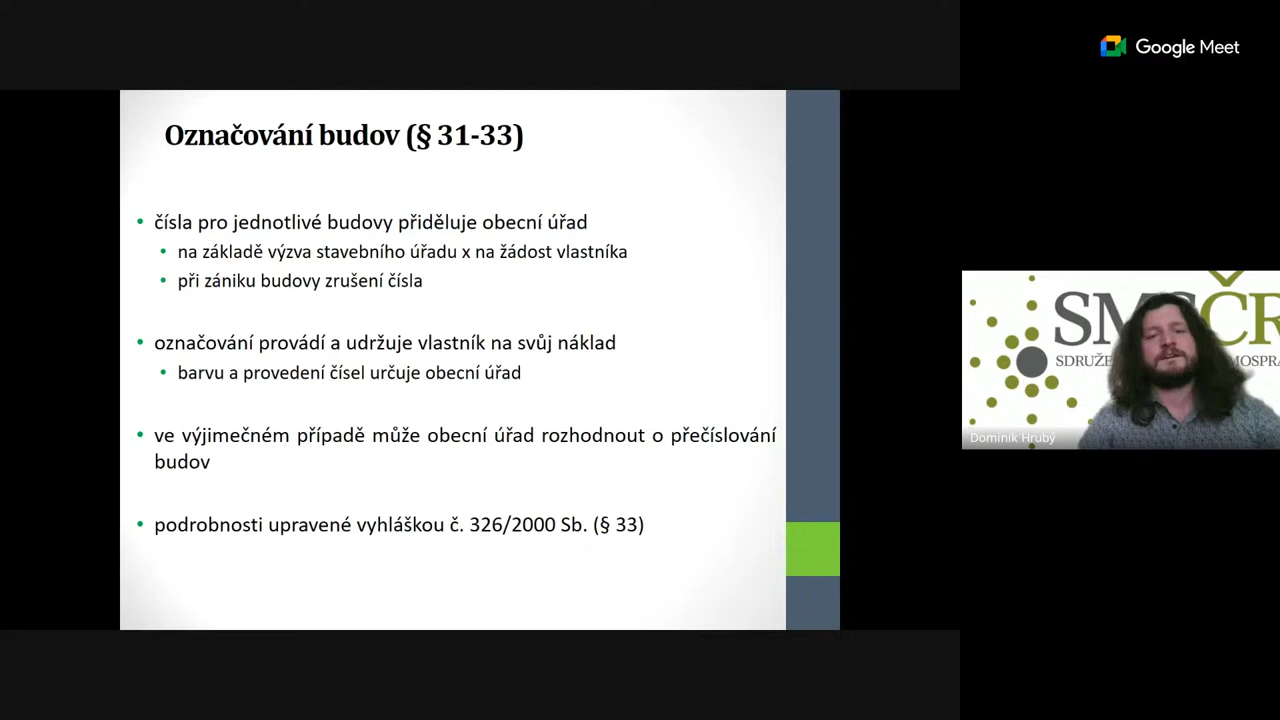 Google Meet
Označování budov (§ 31-33)
• čísla pro jednotlivé budovy přiděluje obecní úřad
• na základě výzva stavebního úřadu x na žádost vlastníka
• při zániku budovy zrušení čísla
• označování provádí a udržuje vlastník na svůj náklad
• barvu a provedení čísel určuje obecní úřad
• ve výjimečném případě může obecní úřad rozhodnout o přečíslování
budov
• podrobnosti upravené vyhláškou č. 326/2000 Sb. (§ 33)
SMSČR
SDRUŽE
Dominik Hrubý